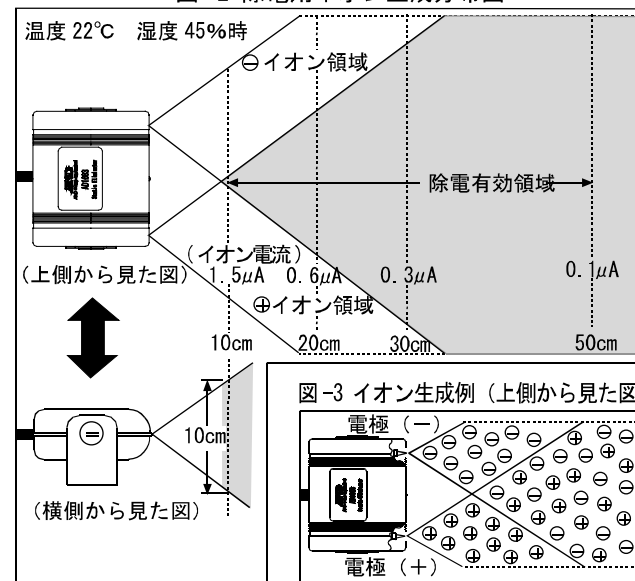 温度 22℃ 湿度 45%時
⊖イオン領域
除電有効領域
(イオン電流)
1.5μA 0.6μA 0.3μA 0.1μA
⊕イオン領域
(上側から見た図)
10cm 20cm 30cm 50cm
10cm
(横側から見た図)
図-3 イオン生成例 (上側から見た図
電極 (−)
電極 (+)